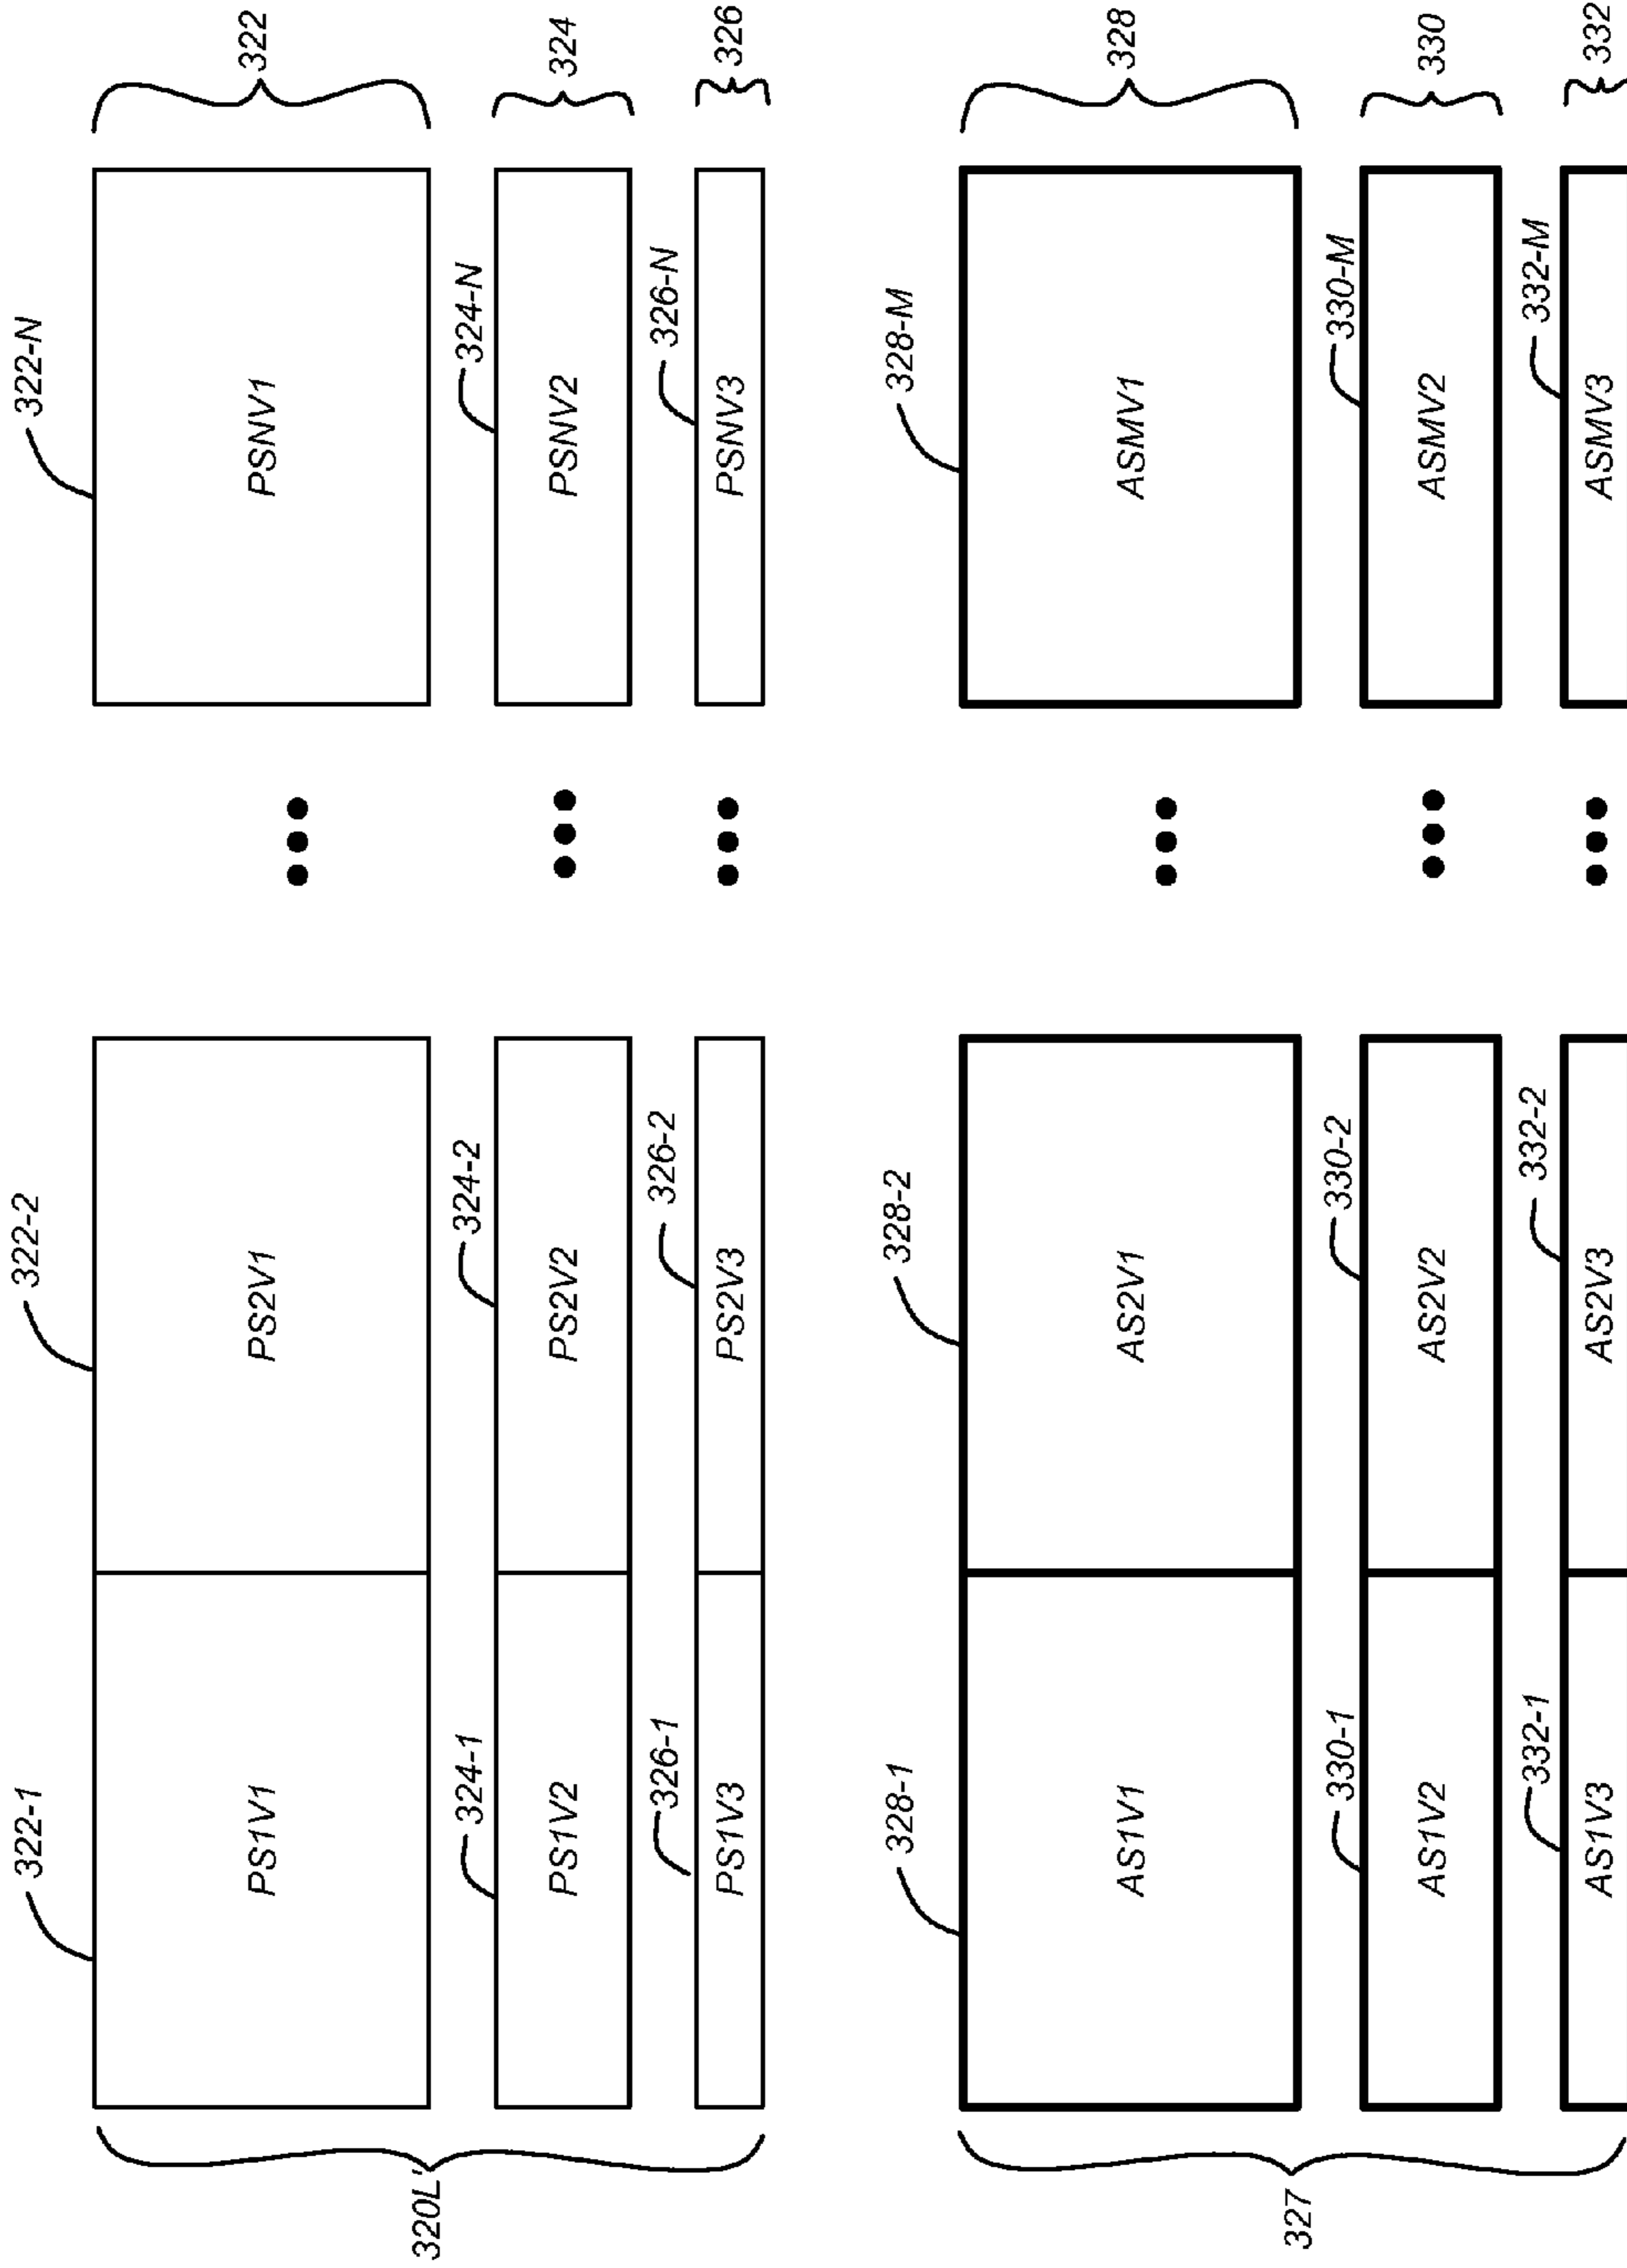 322-1 322-2 322-N
PS1V1 PS2V1 ••• PSNV1 322
324-1 324-2 324-N
PS1V2 PS2V2 ••• PSNV2 324
326-1 326-2 326-N
PS1V3 PS2V3 ••• PSNV3 326
320L'
328-1 328-2 328-M
AS1V1 AS2V1 ••• ASMV1 328
330-1 330-2 330-M
AS1V2 AS2V2 ••• ASMV2 330
332-1 332-2 332-M
AS1V3 AS2V3 ••• ASMV3 332
327